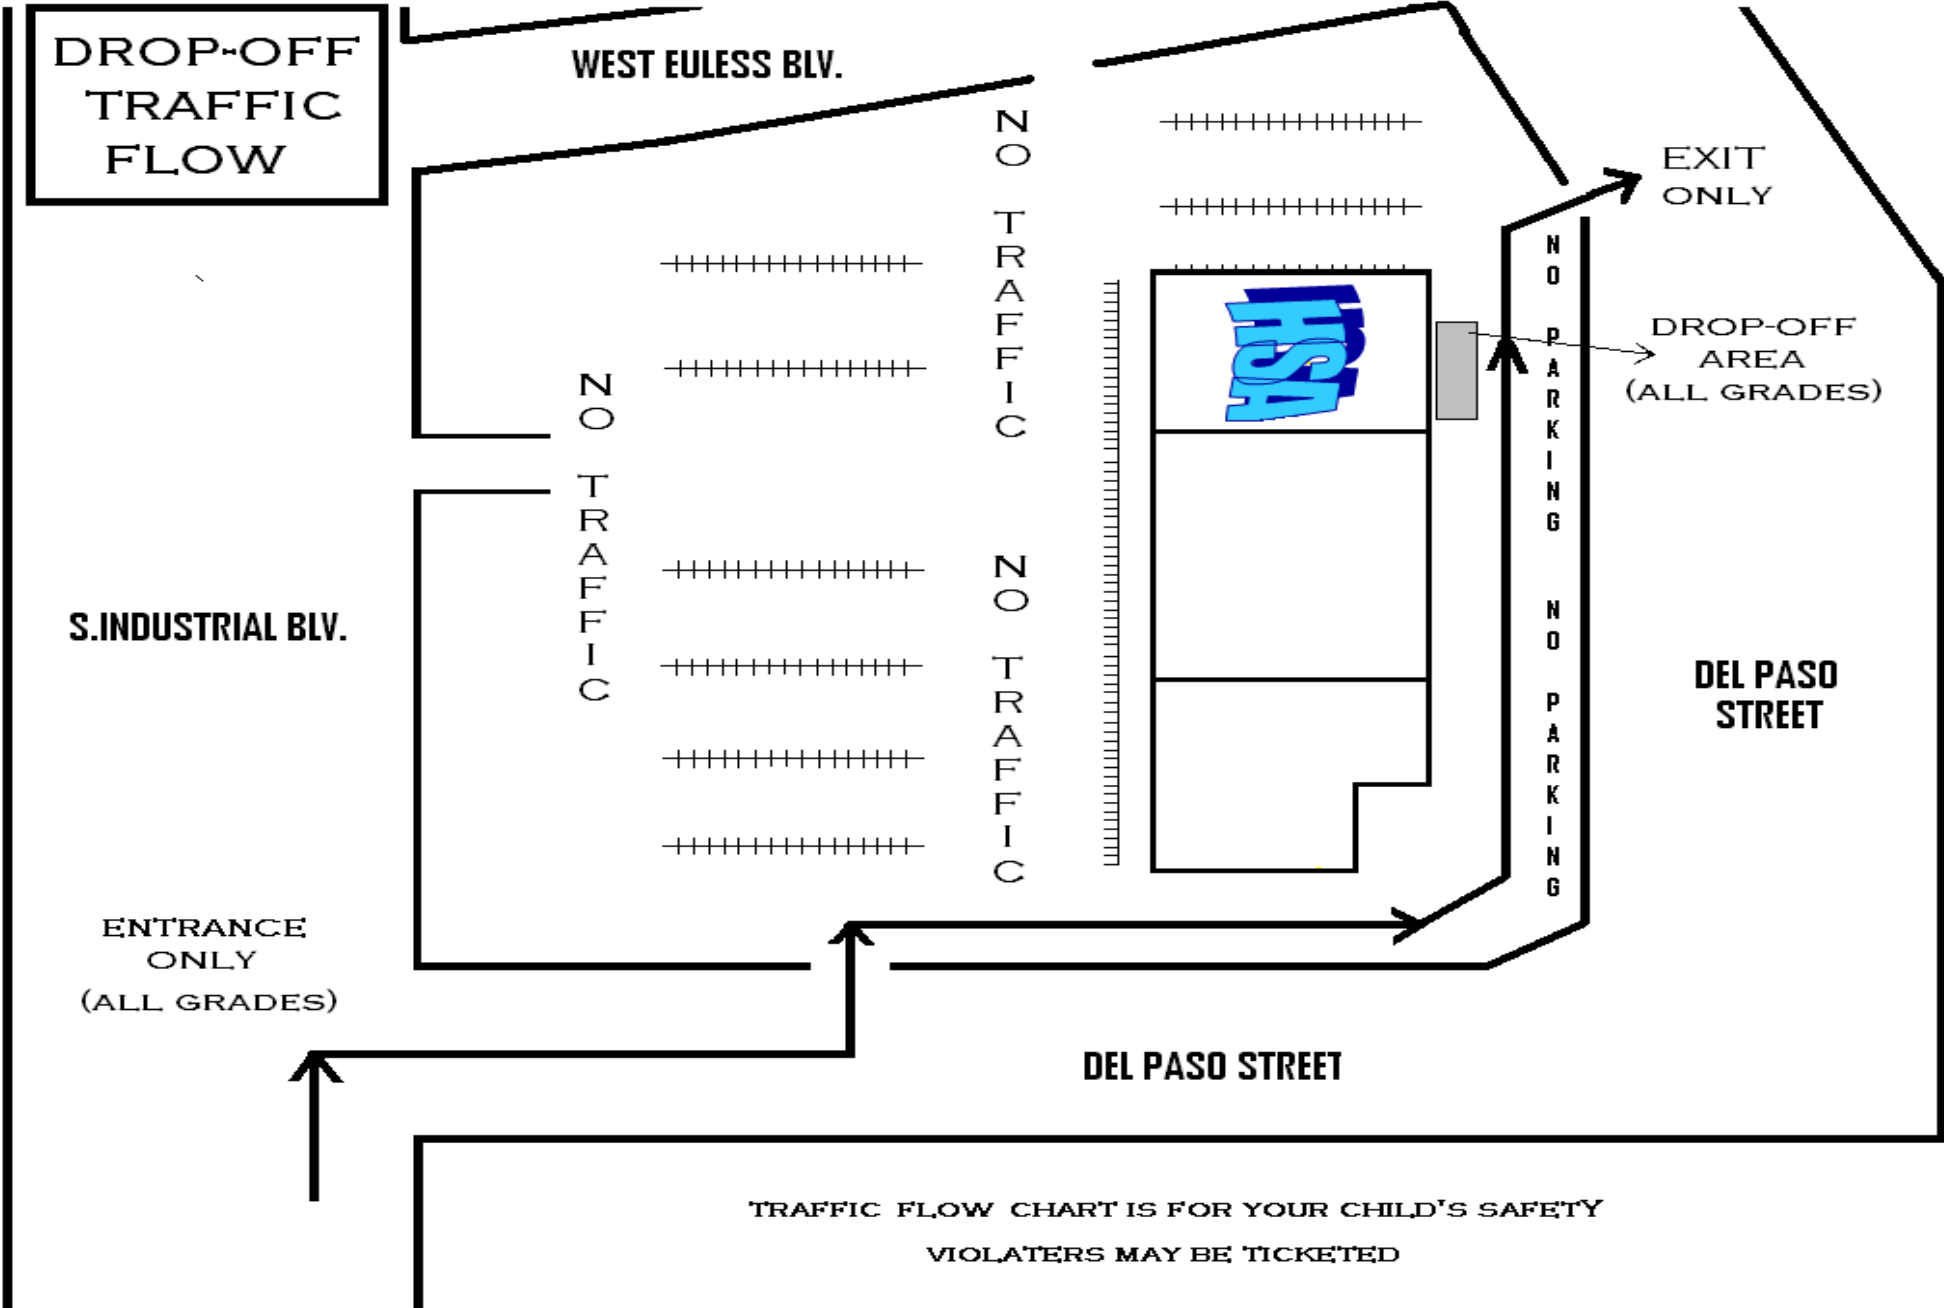 DROP-OFF
TRAFFIC
FLOW
WEST EULESS BLV.
NO TRAFFIC
EXIT
ONLY
NO PARKING
HSA
DROP-OFF
AREA
(ALL GRADES)
NO TRAFFIC
NO TRAFFIC
NO PARKING
S.INDUSTRIAL BLV.
DEL PASO
STREET
ENTRANCE
ONLY
(ALL GRADES)
DEL PASO STREET
TRAFFIC FLOW CHART IS FOR YOUR CHILD'S SAFETY
VIOLATERS MAY BE TICKETED